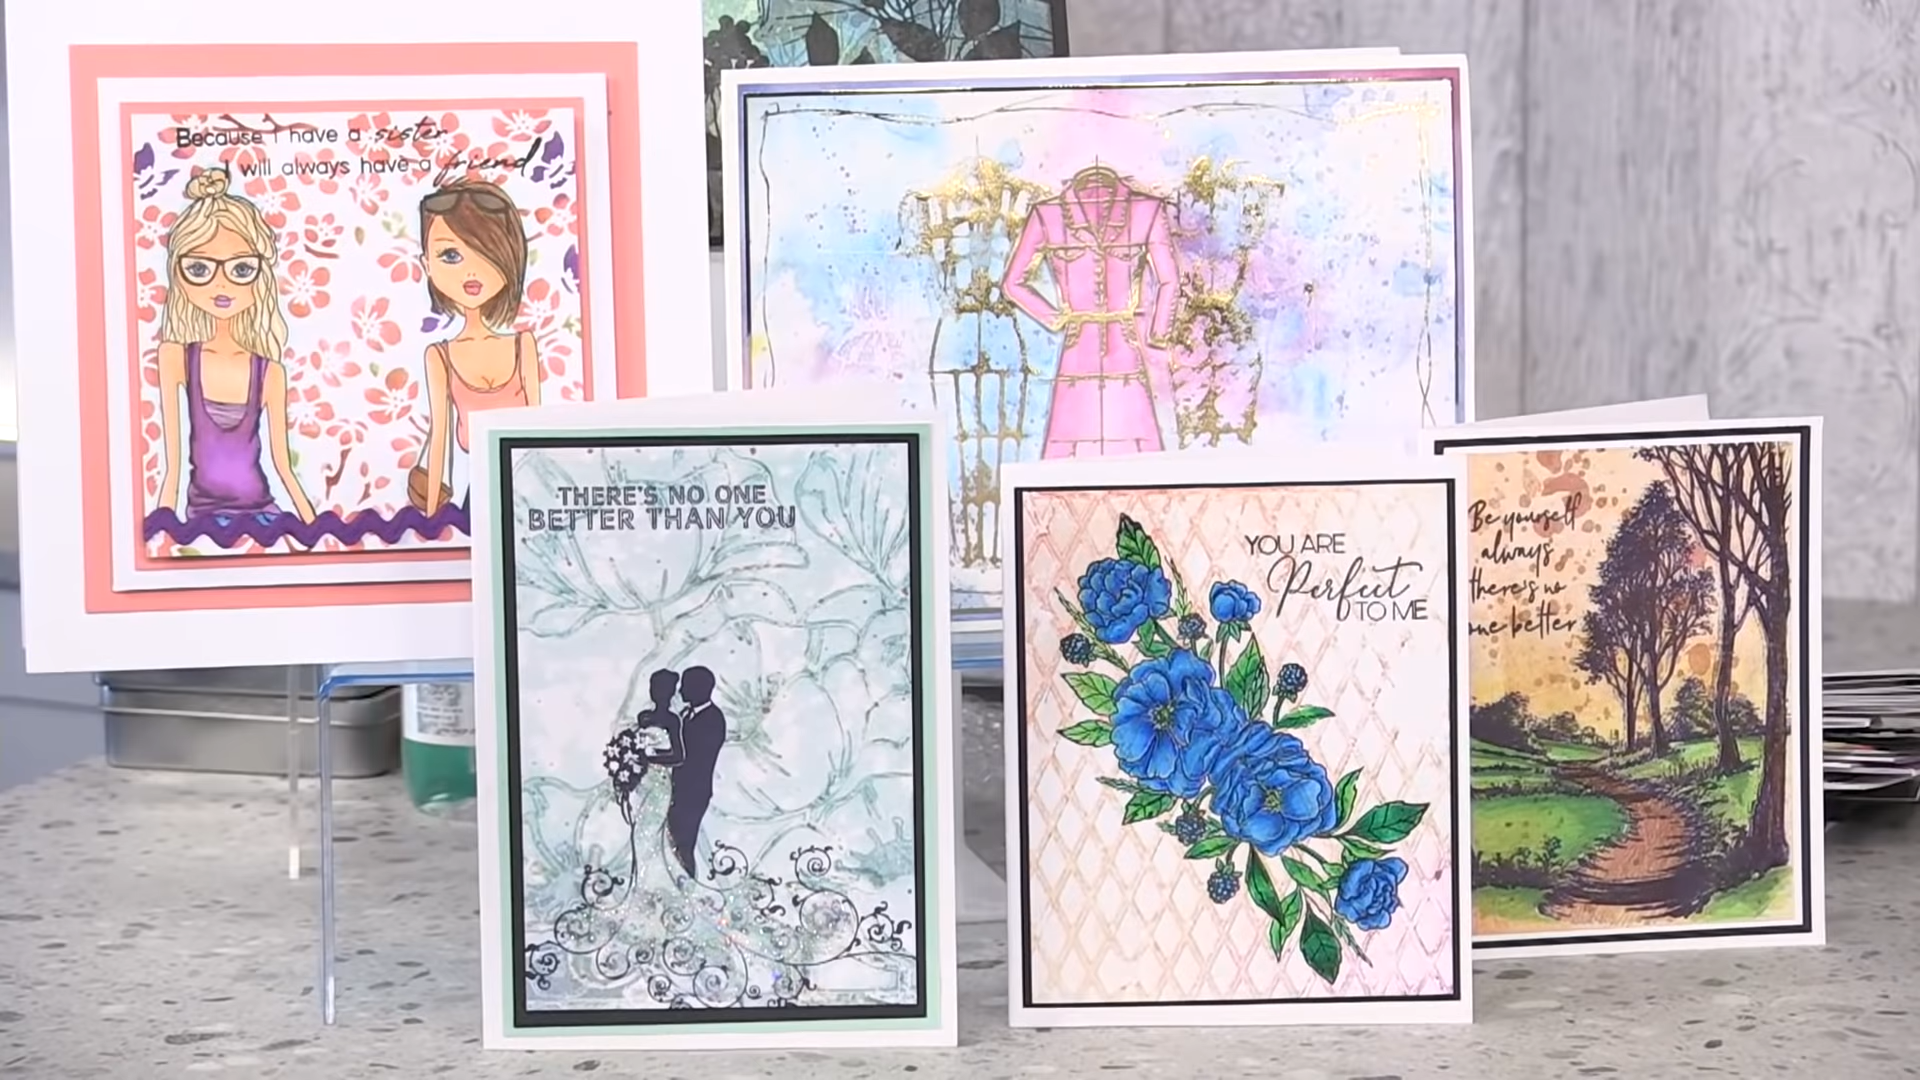 Because I have a sister
I will always have a friend
THERE'S NO ONE
BETTER THAN YOU
YOU ARE
Perfect
TO ME
Be yourself
always
there's no
one better